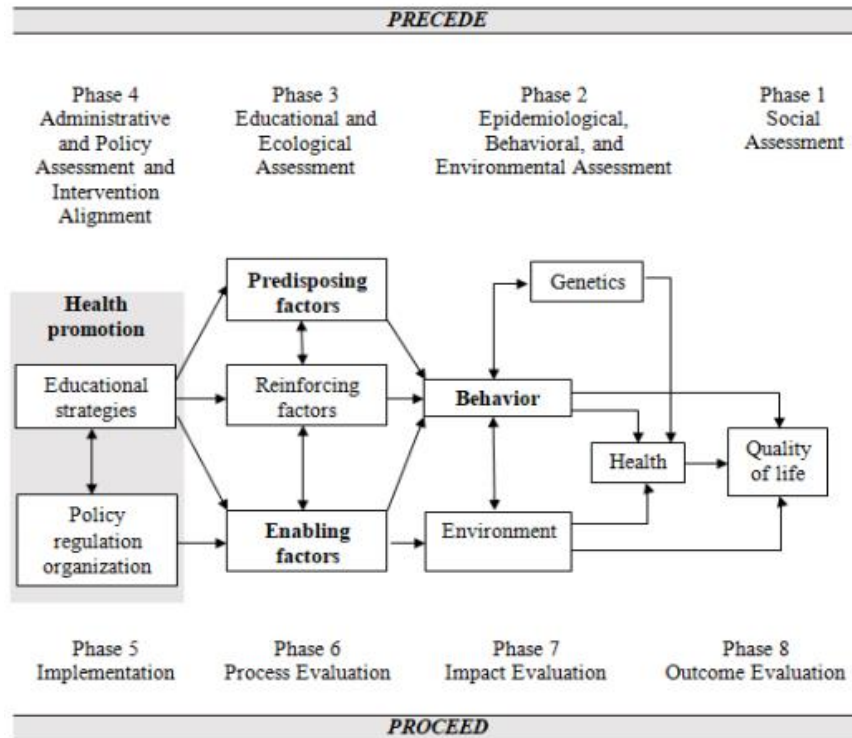 PRECEDE
Phase 4
Administrative
and Policy
Assessment and
Intervention
Alignment
Phase 3
Educational and
Ecological
Assessment
Phase 2
Epidemiological,
Behavioral, and
Environmental Assessment
Phase 1
Social
Assessment
Health
promotion
Educational
strategies
Policy
regulation
organization
Predisposing
factors
Reinforcing
factors
Enabling
factors
Genetics
Behavior
Environment
Health
Quality
of life
Phase 5
Implementation
Phase 6
Process Evaluation
Phase 7
Impact Evaluation
Phase 8
Outcome Evaluation
PROCEED